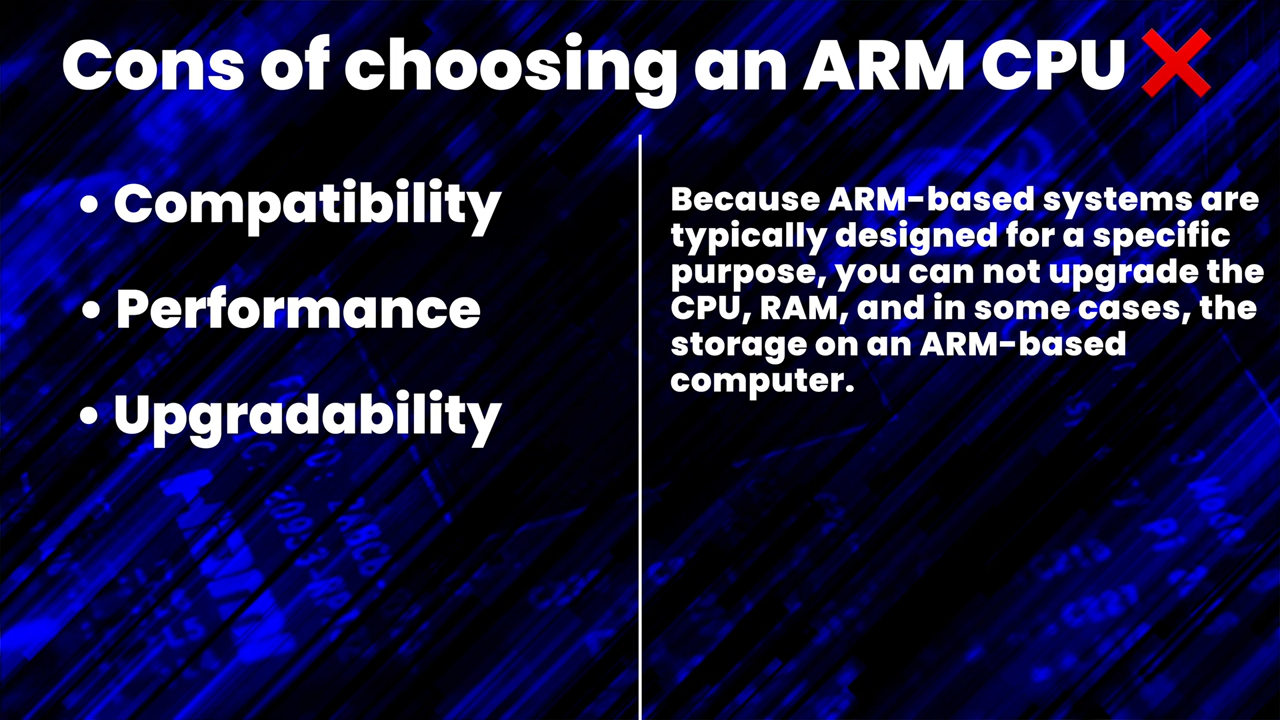 Cons of choosing an ARM CPU ❌
• Compatibility
• Performance
• Upgradability
Because ARM-based systems are
typically designed for a specific
purpose, you can not upgrade the
CPU, RAM, and in some cases, the
storage on an ARM-based
computer.